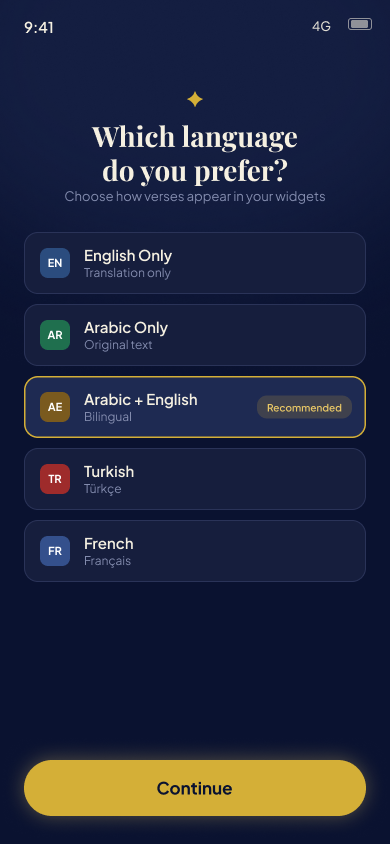 9:41
4G
Which language
do you prefer?
Choose how verses appear in your widgets
EN
English Only
Translation only
AR
Arabic Only
Original text
AE
Arabic + English
Bilingual
Recommended
TR
Turkish
Türkçe
FR
French
Français
Continue